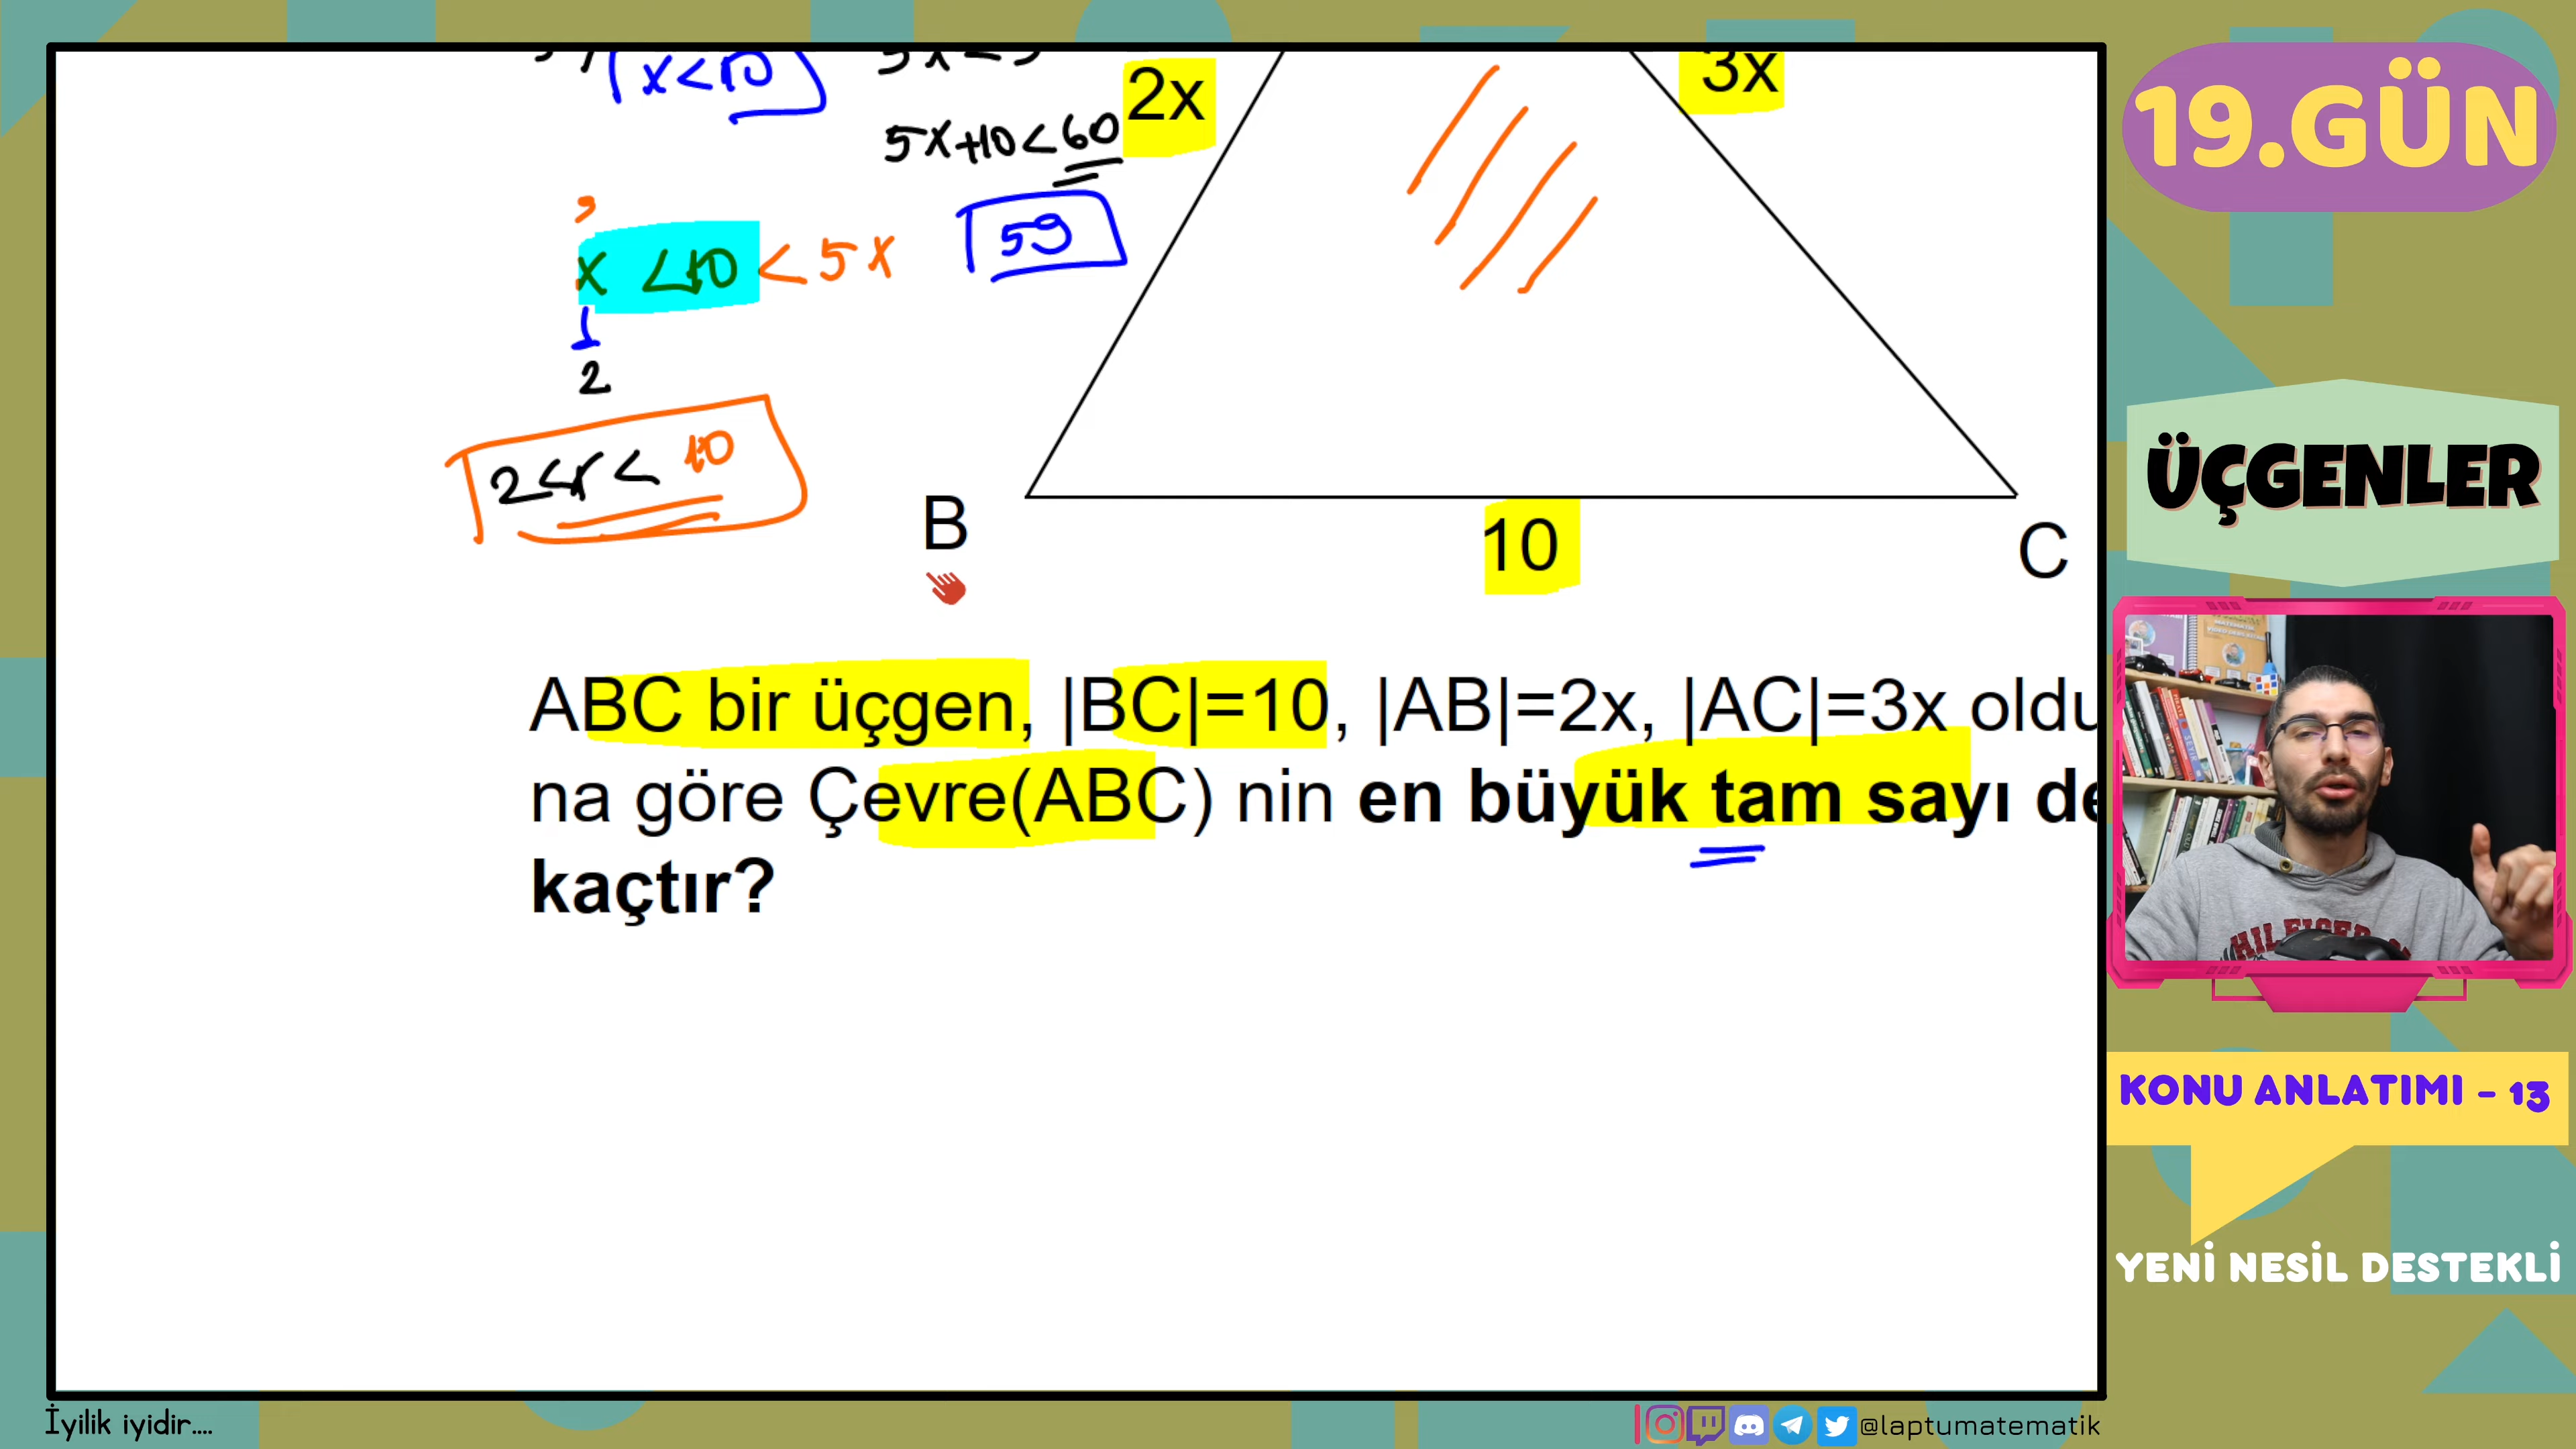 x<10
2x
3x
5x+10<60
59
x <10 < 5x
1
2
2<x<10
B
10
C
ABC bir üçgen, |BC|=10, |AB|=2x, |AC|=3x oldu
na göre Çevre(ABC) nin en büyük tam sayı de
kaçtır?
19.GÜN
ÜÇGENLER
HILFIGER
KONU ANLATIMI - 13
YENİ NESİL DESTEKLİ
İyilik iyidir....
@laptumatematik